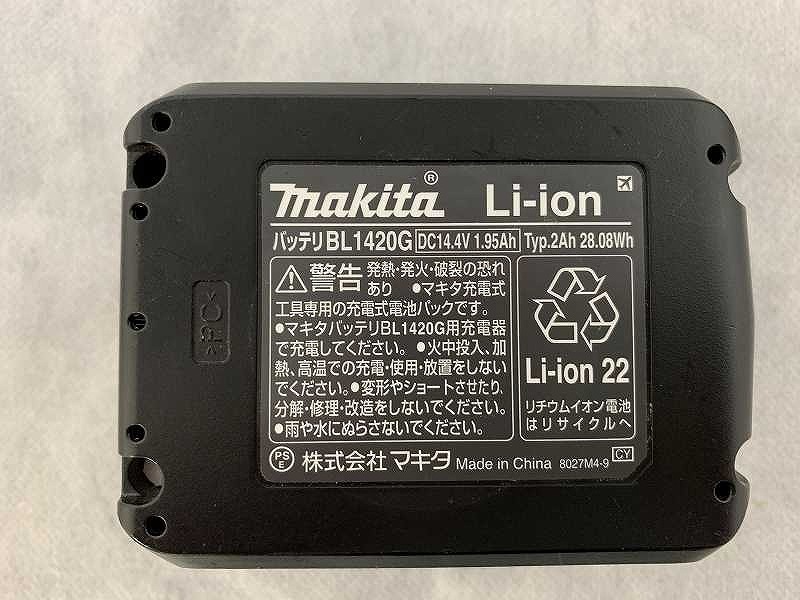 makita® Li-ion
バッテリBL1420G DC14.4V 1.95Ah Typ.2Ah 28.08Wh
警告 発熱・発火・破裂の恐れ
あり ●マキタ充電式
工具専用の充電式電池パックです。
●マキタバッテリBL1420G用充電器
で充電してください。●火中投入、加
熱、高温での充電・使用・放置をしない
でください。●変形やショートさせたり、
分解・修理・改造をしないでください。
●雨や水にぬらさないでください。
Li-ion 22
リチウムイオン電池
はリサイクルへ
PS
E
株式会社 マキタ Made in China 8027M4-9 CY
>PC<